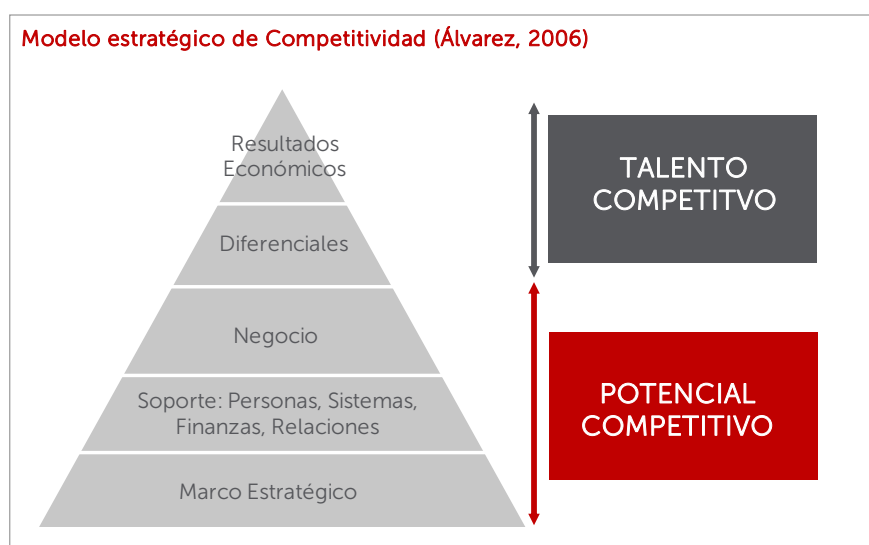 Modelo estratégico de Competitividad (Álvarez, 2006)
Resultados
Económicos
Diferenciales
Negocio
Soporte: Personas, Sistemas,
Finanzas, Relaciones
Marco Estratégico
TALENTO
COMPETITVO
POTENCIAL
COMPETITIVO